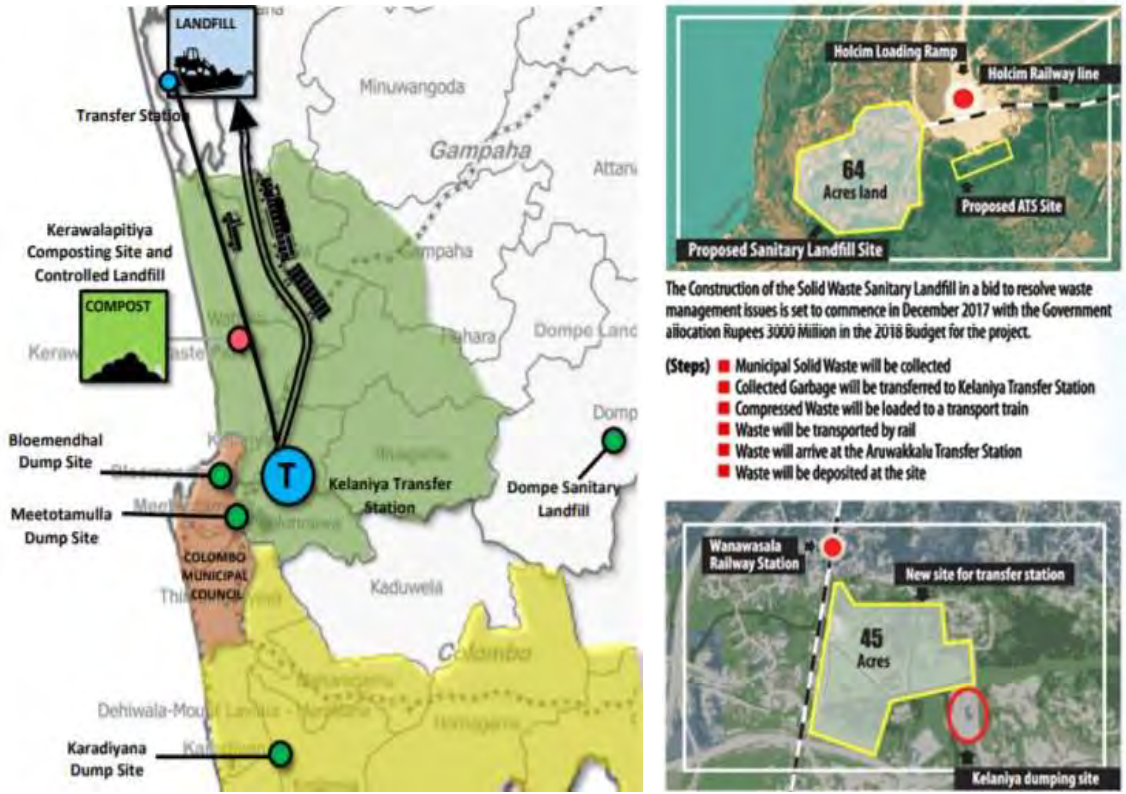 LANDFILL
Transfer Station
Minuwangoda
Gampaha
Attana
Kerawalapitiya
Composting Site and
Controlled Landfill
COMPOST
Gampaha
Mahara
Dompe
Bloemendhal
Dump Site
T
Kelaniya Transfer
Station
Dompe Sanitary
Landfill
Meetotamulla
Dump Site
COLOMBO
MUNICIPAL
COUNCIL
Kaduwela
Colombo
Dehiwala-Mount Lavinia
Homagama
Karadiyana
Dump Site
Holcim Loading Ramp
Holcim Railway line
64
Acres land
Proposed ATS Site
Proposed Sanitary Landfill Site
The Construction of the Solid Waste Sanitary Landfill in a bid to resolve waste
management issues is set to commence in December 2017 with the Government
allocation Rupees 3000 Million in the 2018 Budget for the project.
(Steps) Municipal Solid Waste will be collected
Collected Garbage will be transferred to Kelaniya Transfer Station
Compressed Waste will be loaded to a transport train
Waste will be transported by rail
Waste will arrive at the Aruwakkalu Transfer Station
Waste will be deposited at the site
Wanawasala
Railway Station
New site for transfer station
45
Acres
Kelaniya dumping site